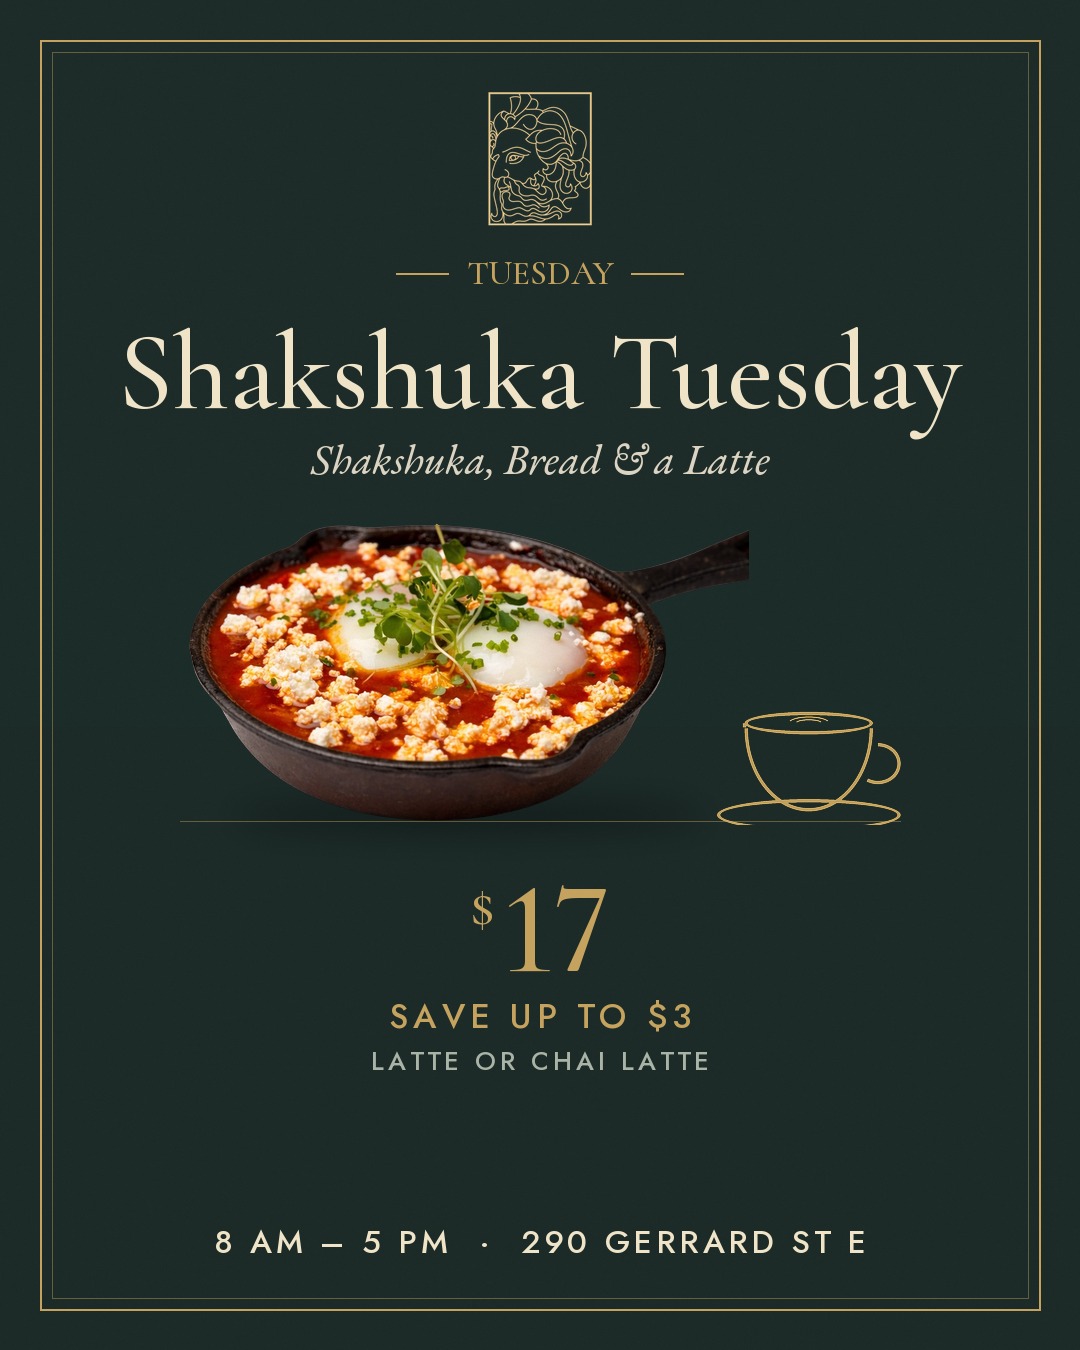 TUESDAY
Shakshuka Tuesday
Shakshuka, Bread & a Latte
$17
SAVE UP TO $3
LATTE OR CHAI LATTE
8 AM – 5 PM · 290 GERRARD ST E